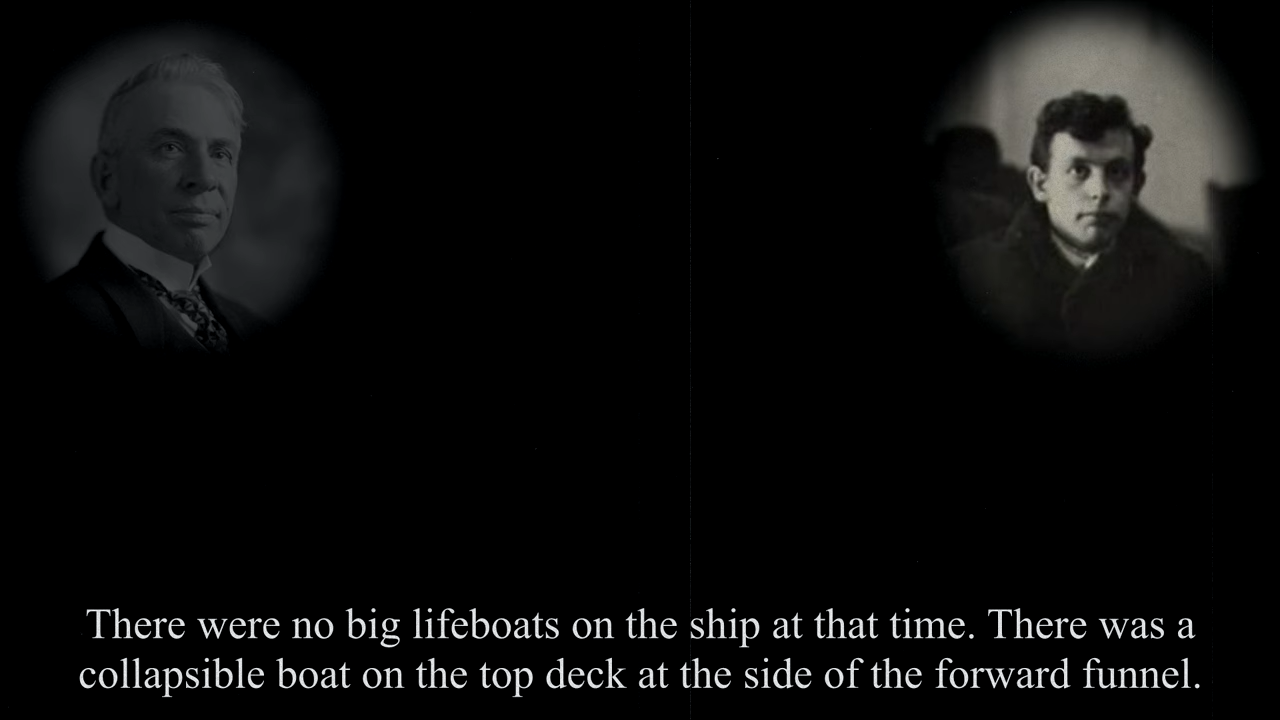 There were no big lifeboats on the ship at that time. There was a
collapsible boat on the top deck at the side of the forward funnel.